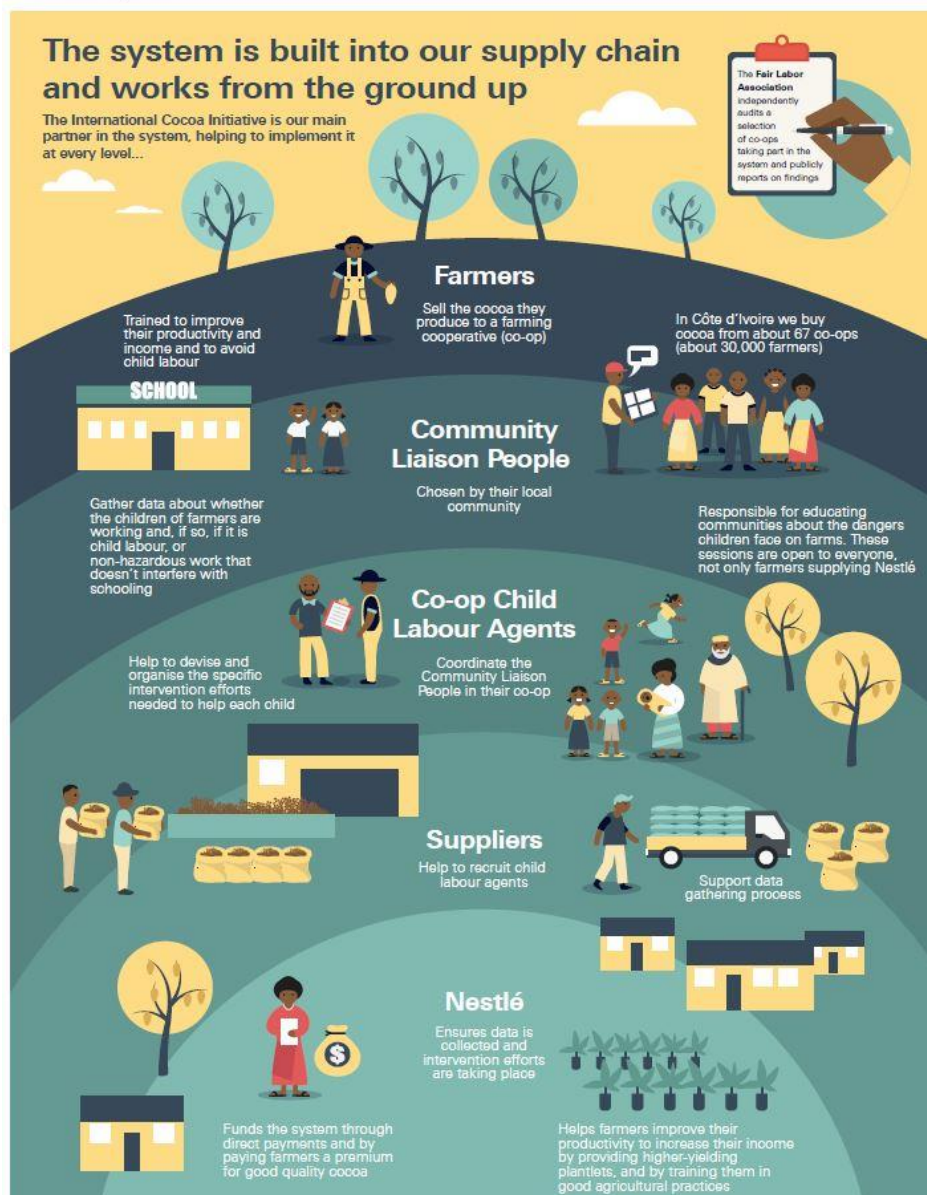 The system is built into our supply chain
and works from the ground up
The International Cocoa Initiative is our main
partner in the system, helping to implement it
at every level...
The Fair Labor
Association
independently
audits a
selection
of co-ops
taking part in the
system and publicly
reports on findings
Farmers
Sell the cocoa they
produce to a farming
cooperative (co-op)
Trained to improve
their productivity and
income and to avoid
child labour
In Côte d'Ivoire we buy
cocoa from about 67 co-ops
(about 30,000 farmers)
SCHOOL
Community
Liaison People
Chosen by their local
community
Gather data about whether
the children of farmers are
working and, if so, if it is
child labour, or
non-hazardous work that
doesn't interfere with
schooling
Responsible for educating
communities about the dangers
children face on farms. These
sessions are open to everyone,
not only farmers supplying Nestlé
Co-op Child
Labour Agents
Coordinate the
Community Liaison
People in their co-op
Help to devise and
organise the specific
intervention efforts
needed to help each child
Suppliers
Help to recruit child
labour agents
Support data
gathering process
Nestlé
Ensures data is
collected and
intervention efforts
are taking place
$
Funds the system through
direct payments and by
paying farmers a premium
for good quality cocoa
Helps farmers improve their
productivity to increase their income
by providing higher-yielding
plantlets, and by training them in
good agricultural practices